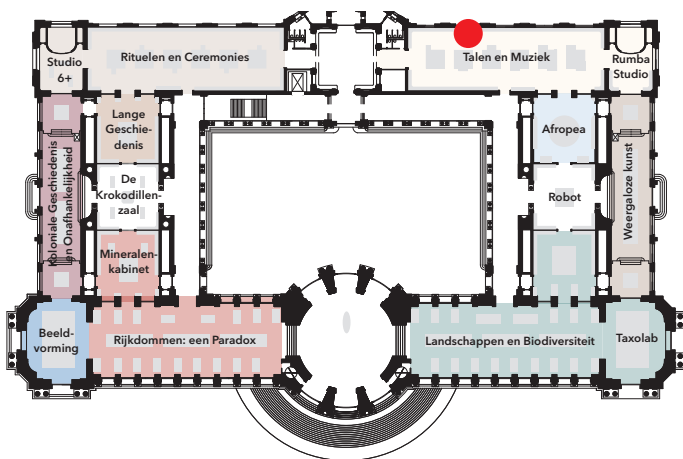 Studio
6+
Rituelen en Ceremonies
Talen en Muziek
Rumba
Studio
Lange
Geschie-
denis
Afropea
Koloniale Geschiedenis
en Onafhankelijkheid
De
Krokodillen-
zaal
Robot
Weergaloze kunst
Mineralen-
kabinet
Beeld-
vorming
Rijkdommen: een Paradox
Landschappen en Biodiversiteit
Taxolab